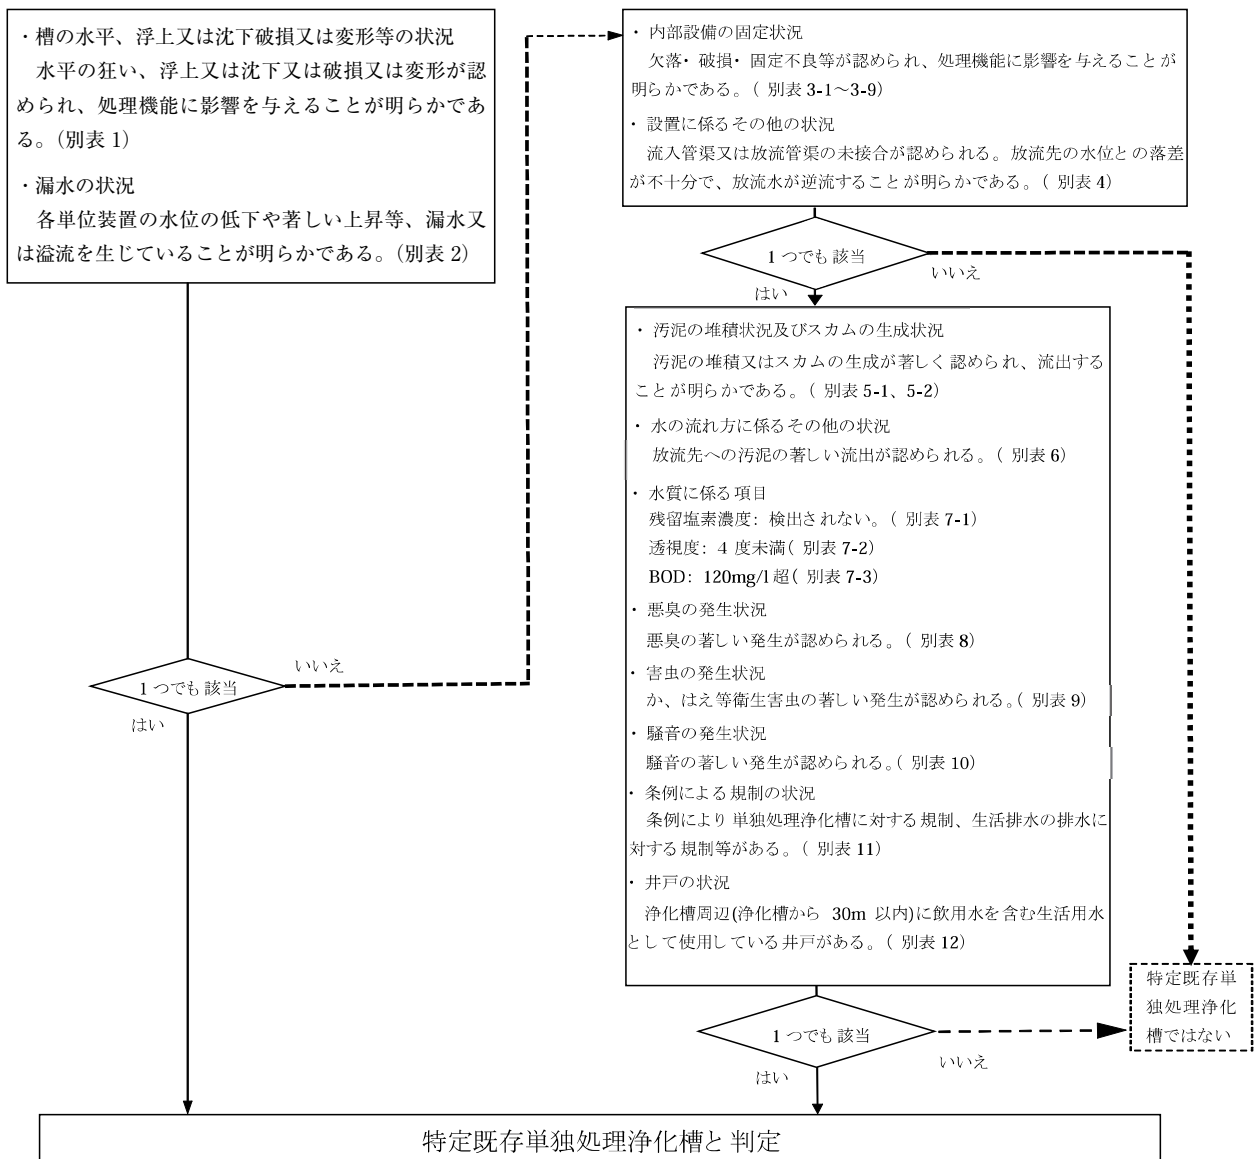 ・槽の水平、浮上又は沈下破損又は変形等の状況
水平の狂い、浮上又は沈下又は破損又は変形が認
められ、処理機能に影響を与えることが明らかであ
る。（別表 1）
・漏水の状況
各単位装置の水位の低下や著しい上昇等、漏水又
は溢流を生じていることが明らかである。（別表 2）
1 つでも該当
いいえ
はい
・ 内部設備の固定状況
欠落・破損・固定不良等が認められ、処理機能に影響を与えることが
明らかである。（ 別表 3-1～3-9）
・ 設置に係るその他の状況
流入管渠又は放流管渠の未接合が認められる。放流先の水位との落差
が不十分で、放流水が逆流することが明らかである。（ 別表 4）
1 つでも該当
いいえ
はい
・ 汚泥の堆積状況及びスカムの生成状況
汚泥の堆積又はスカムの生成が著しく認められ、流出する
ことが明らかである。（ 別表 5-1、5-2）
・ 水の流れ方に係るその他の状況
放流先への汚泥の著しい流出が認められる。（ 別表 6）
・ 水質に係る項目
残留塩素濃度: 検出されない。（ 別表 7-1）
透視度: 4 度未満（ 別表 7-2）
BOD: 120mg/l 超（ 別表 7-3）
・ 悪臭の発生状況
悪臭の著しい発生が認められる。（ 別表 8）
・ 害虫の発生状況
か、はえ等衛生害虫の著しい発生が認められる。（ 別表 9）
・ 騒音の発生状況
騒音の著しい発生が認められる。（ 別表 10）
・ 条例による規制の状況
条例により単独処理浄化槽に対する規制、生活排水の排水に
対する規制等がある。（ 別表 11）
・ 井戸の状況
浄化槽周辺(浄化槽から 30m 以内)に飲用水を含む生活用水
として使用している井戸がある。（ 別表 12）
1 つでも該当
いいえ
はい
特定既存単
独処理浄化
槽ではない
特定既存単独処理浄化槽と判定